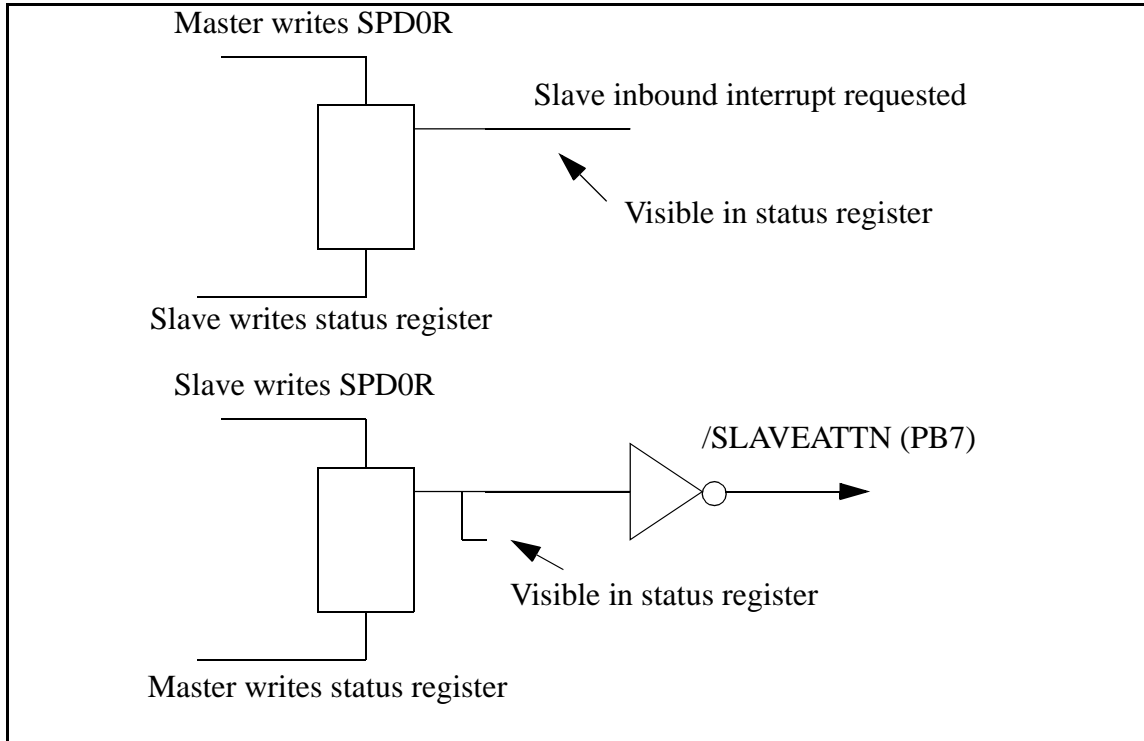 Master writes SPD0R
Slave inbound interrupt requested
Visible in status register
Slave writes status register
Slave writes SPD0R
/SLAVEATTN (PB7)
Visible in status register
Master writes status register